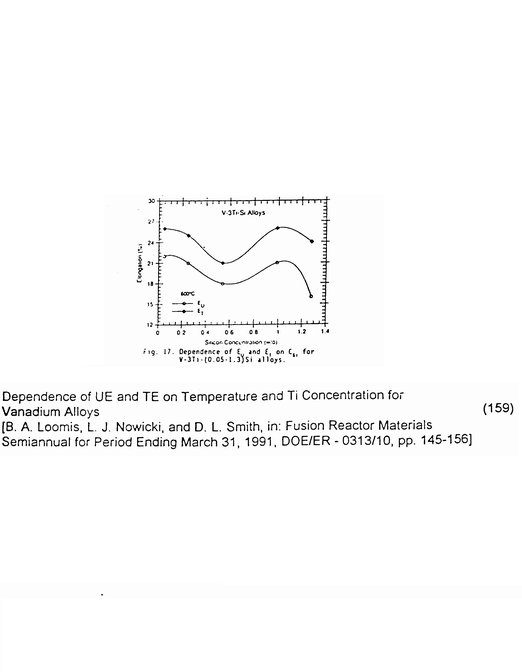 30
V-3Ti-Si Alloys
27
24
21
18
15
12
Elongation (%)
600°C
E_u
E_t
0 0.2 0.4 0.6 0.8 1 1.2 1.4
Silicon Concentration (w/o)
Fig. 17. Dependence of E_u and E_t on C_Si for
V-3Ti-(0.05-1.3)Si alloys.
Dependence of UE and TE on Temperature and Ti Concentration for
Vanadium Alloys
(159)
[B. A. Loomis, L. J. Nowicki, and D. L. Smith, in: Fusion Reactor Materials
Semiannual for Period Ending March 31, 1991, DOE/ER - 0313/10, pp. 145-156]